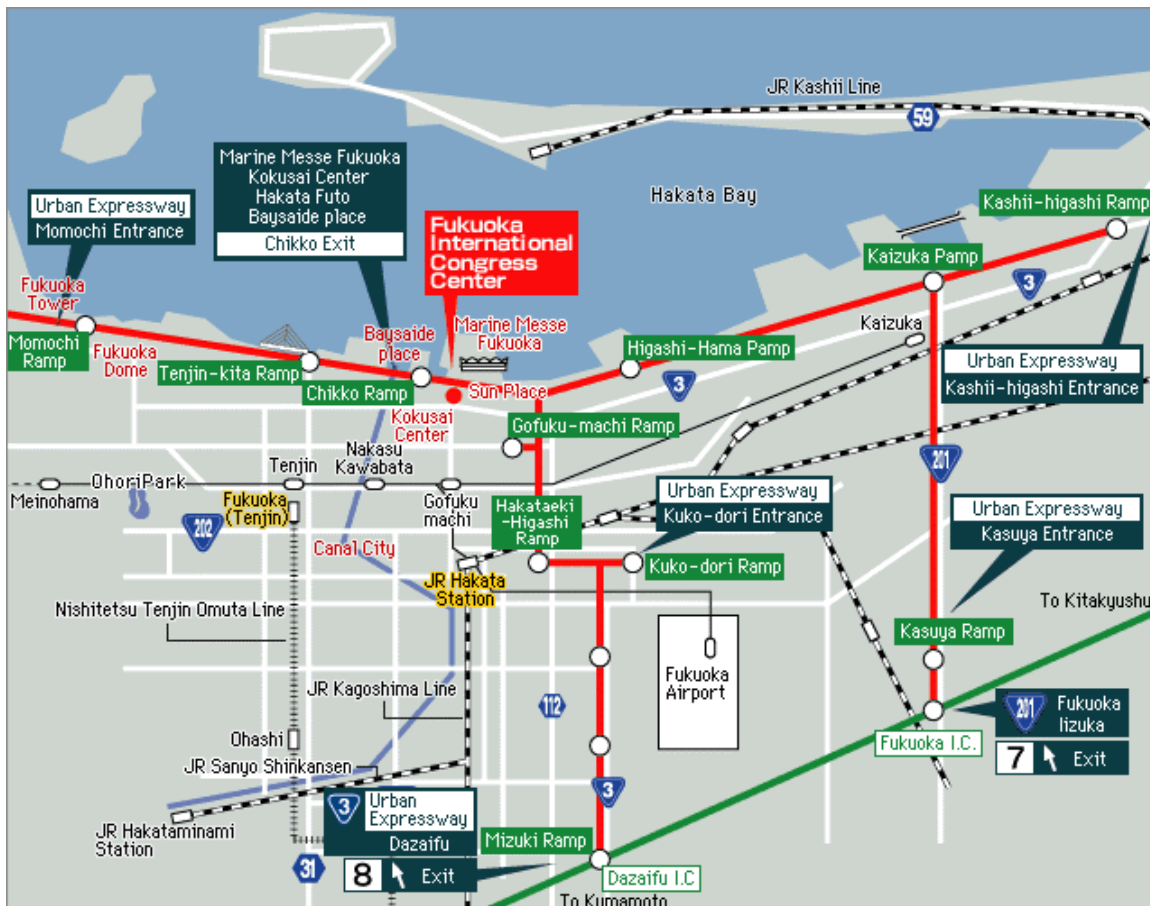 JR Kashii Line
59
Marine Messe Fukuoka
Kokusai Center
Hakata Futo
Baysaide place
Chikko Exit
Hakata Bay
Urban Expressway
Momochi Entrance
Kashii-higashi Ramp
Fukuoka
International
Congress
Center
Kaizuka Pamp
3
Fukuoka
Tower
Momochi
Ramp
Fukuoka
Dome
Tenjin-kita Ramp
Baysaide
place
Chikko Ramp
Marine Messe
Fukuoka
Sun Place
Kokusai
Center
Higashi-Hama Pamp
3
Kaizuka
Urban Expressway
Kashii-higashi Entrance
Gofuku-machi Ramp
201
Meinohama
OhoriPark
Tenjin
Nakasu
Kawabata
Gofuku
machi
Hakataeki
-Higashi
Ramp
Urban Expressway
Kuko-dori Entrance
Urban Expressway
Kasuya Entrance
Fukuoka
(Tenjin)
202
Canal City
JR Hakata
Station
Kuko-dori Ramp
Nishitetsu Tenjin Omuta Line
To Kitakyushu
Kasuya Ramp
Fukuoka
Airport
JR Kagoshima Line
112
201
Fukuoka
Iizuka
7
Exit
Fukuoka I.C.
Ohashi
JR Sanyo Shinkansen
3
JR Hakataminami
Station
3
Urban
Expressway
Dazaifu
8
Exit
31
Mizuki Ramp
Dazaifu I.C
To Kumamoto